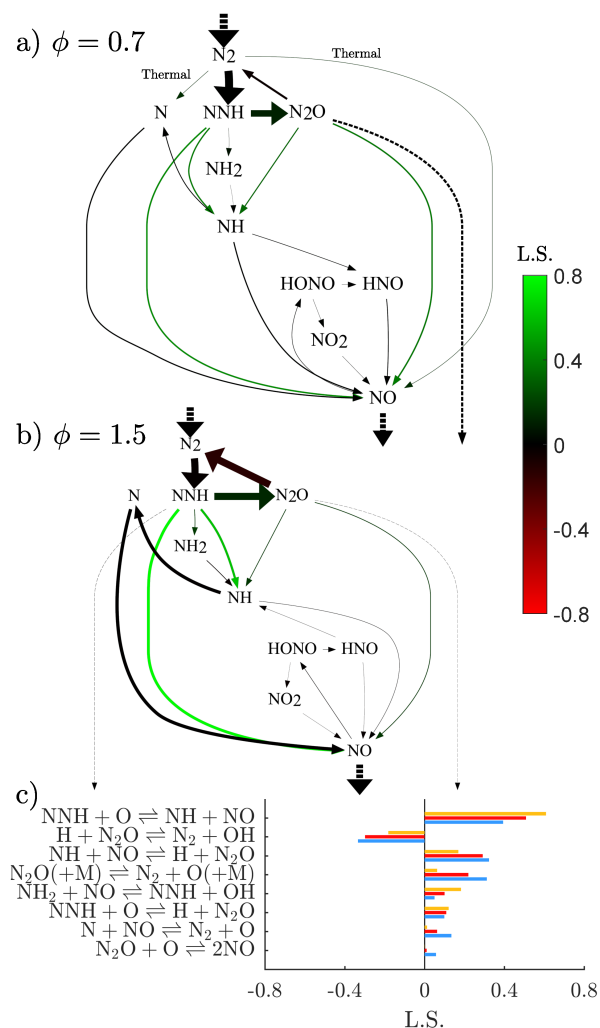 a) ϕ = 0.7
N2
Thermal
Thermal
N
NNH
N2O
NH2
NH
HONO
HNO
NO2
NO
L.S.
0.8
0.4
0
-0.4
-0.8
b) ϕ = 1.5
N2
N
NNH
N2O
NH2
NH
HONO
HNO
NO2
NO
c)
NNH + O ⇌ NH + NO
H + N₂O ⇌ N₂ + OH
NH + NO ⇌ H + N₂O
N₂O(+M) ⇌ N₂ + O(+M)
NH₂ + NO ⇌ NNH + OH
NNH + O ⇌ H + N₂O
N + NO ⇌ N₂ + O
N₂O + O ⇌ 2NO
-0.8
-0.4
0
0.4
0.8
L.S.